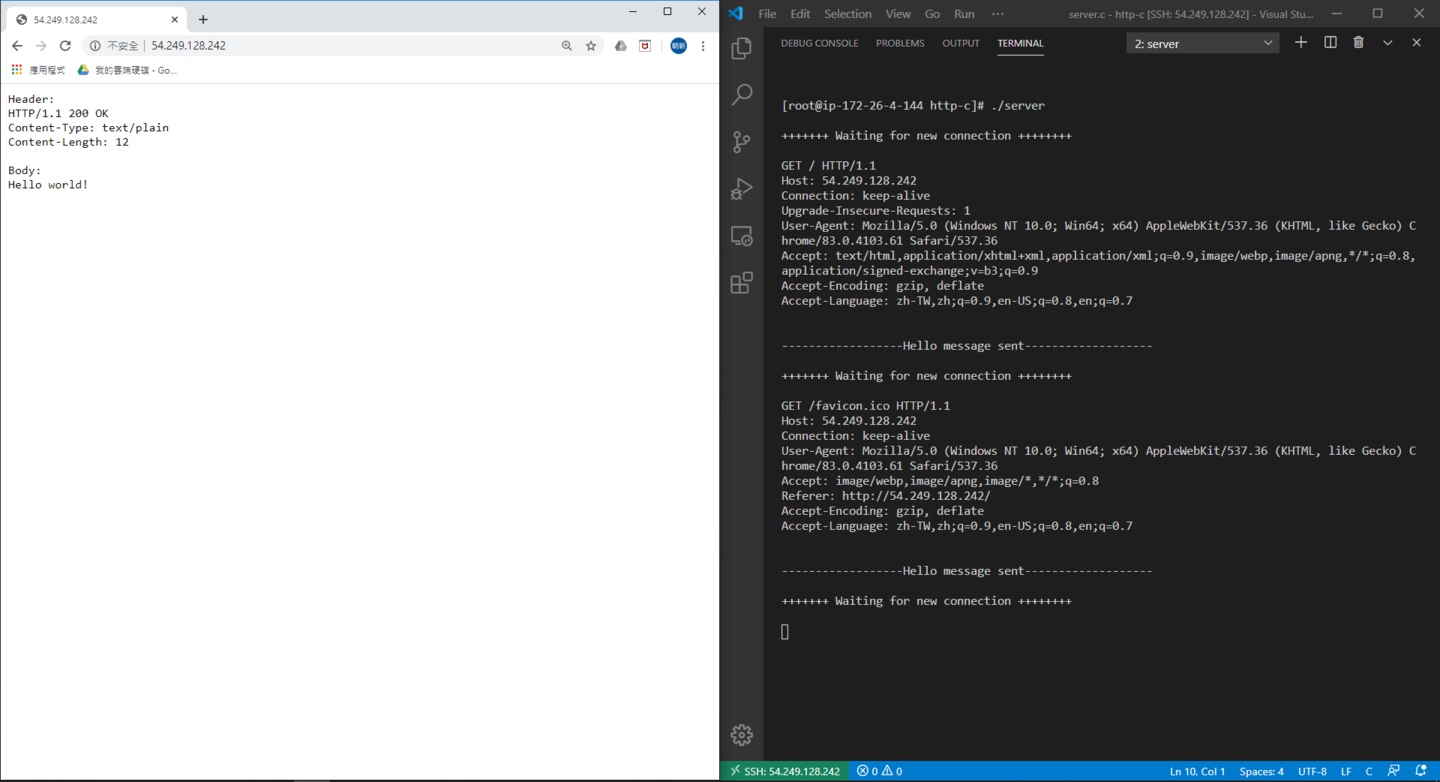 54.249.128.242
不安全 54.249.128.242
朝新
應用程式 我的雲端硬碟 - Go...
Header:
HTTP/1.1 200 OK
Content-Type: text/plain
Content-Length: 12
Body:
Hello world!
File Edit Selection View Go Run ··· server.c - http-c [SSH: 54.249.128.242] - Visual Stu...
DEBUG CONSOLE PROBLEMS OUTPUT TERMINAL 2: server
[root@ip-172-26-4-144 http-c]# ./server
+++++++ Waiting for new connection ++++++++
GET / HTTP/1.1
Host: 54.249.128.242
Connection: keep-alive
Upgrade-Insecure-Requests: 1
User-Agent: Mozilla/5.0 (Windows NT 10.0; Win64; x64) AppleWebKit/537.36 (KHTML, like Gecko) C
hrome/83.0.4103.61 Safari/537.36
Accept: text/html,application/xhtml+xml,application/xml;q=0.9,image/webp,image/apng,*/*;q=0.8,
application/signed-exchange;v=b3;q=0.9
Accept-Encoding: gzip, deflate
Accept-Language: zh-TW,zh;q=0.9,en-US;q=0.8,en;q=0.7
------------------Hello message sent-------------------
+++++++ Waiting for new connection ++++++++
GET /favicon.ico HTTP/1.1
Host: 54.249.128.242
Connection: keep-alive
User-Agent: Mozilla/5.0 (Windows NT 10.0; Win64; x64) AppleWebKit/537.36 (KHTML, like Gecko) C
hrome/83.0.4103.61 Safari/537.36
Accept: image/webp,image/apng,image/*,*/*;q=0.8
Referer: http://54.249.128.242/
Accept-Encoding: gzip, deflate
Accept-Language: zh-TW,zh;q=0.9,en-US;q=0.8,en;q=0.7
------------------Hello message sent-------------------
+++++++ Waiting for new connection ++++++++
SSH: 54.249.128.242 0 0 Ln 10, Col 1 Spaces: 4 UTF-8 LF C